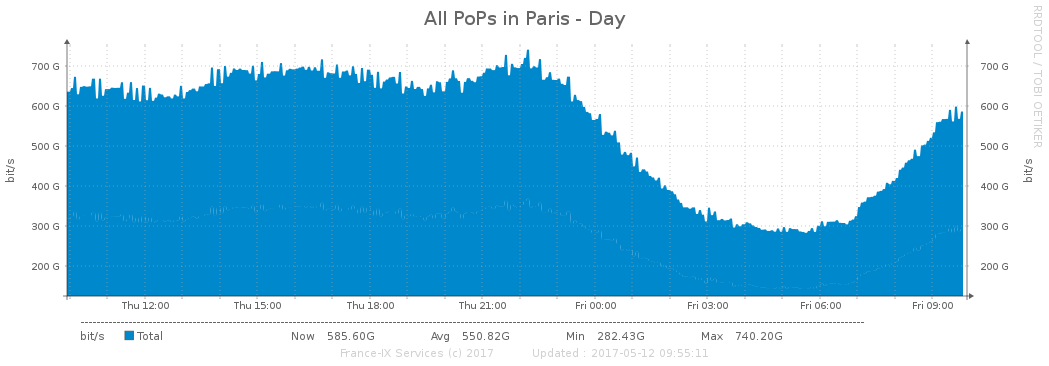 All PoPs in Paris - Day
RRDTOOL / TOBI OETIKER
700 G 700 G
600 G 600 G
500 G 500 G
400 G 400 G
300 G 300 G
200 G 200 G
bit/s
bit/s
Thu 12:00 Thu 15:00 Thu 18:00 Thu 21:00 Fri 00:00 Fri 03:00 Fri 06:00 Fri 09:00
bit/s Total Now 585.60G Avg 550.82G Min 282.43G Max 740.20G
France-IX Services (c) 2017 Updated : 2017-05-12 09:55:11